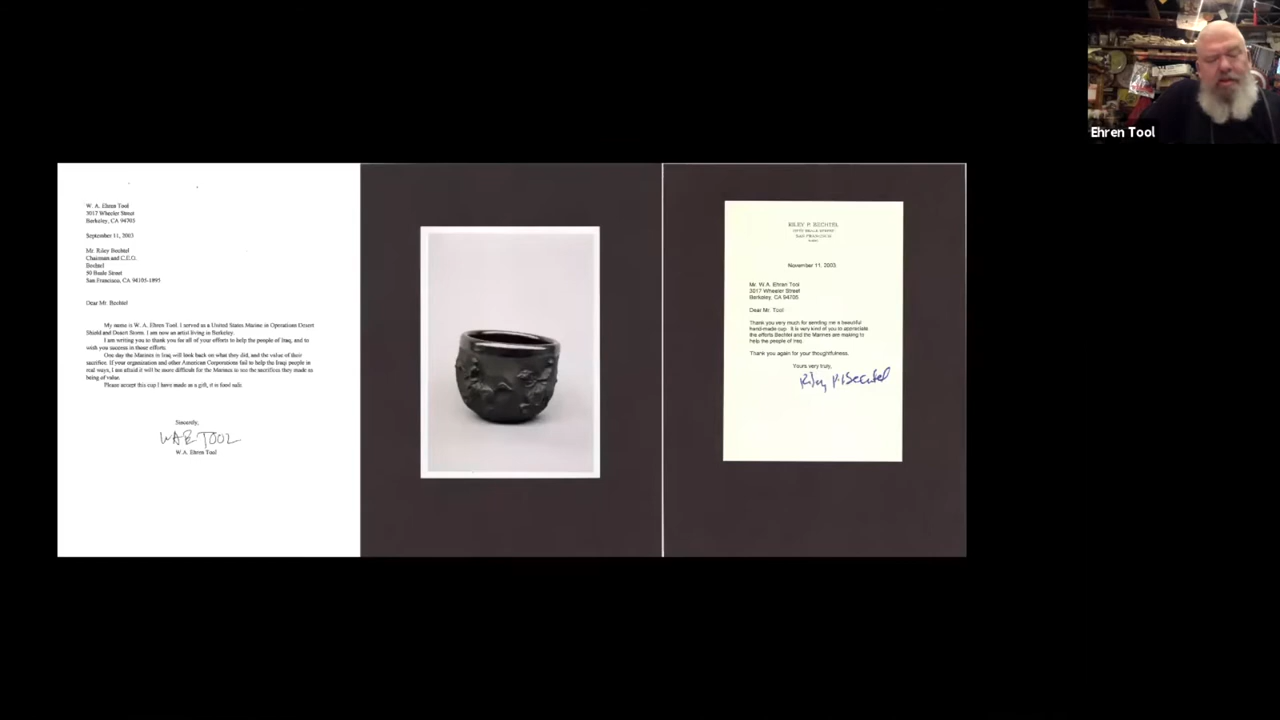 W. A. Ehren Tool
3017 Wheeler Street
Berkeley, CA 94705
September 11, 2003
Mr. Riley Bechtel
Chairman and C.E.O.
Bechtel
50 Beale Street
San Francisco, CA 94105-1895
Dear Mr. Bechtel
My name is W. A. Ehren Tool. I served as a United States Marine in Operations Desert
Shield and Desert Storm. I am now an artist living in Berkeley.
I am writing you to thank you for all of your efforts to help the people of Iraq, and to
wish you success in those efforts.
One day the Marines in Iraq will look back on what they did, and the value of their
sacrifice. If your organization and other American Corporations fail to help the Iraqi people in
real ways, I am afraid it will be more difficult for the Marines to see the sacrifices they made as
being of value.
Please accept this cup I have made as a gift, it is food safe
Sincerely,
WAE TOOL
W.A. Ehren Tool
RILEY P. BECHTEL
FIFTY BEALE STREET
SAN FRANCISCO
November 11, 2003
Mr. W.A. Ehren Tool
3017 Wheeler Street
Berkeley, CA 94705
Dear Mr. Tool:
Thank you very much for sending me a beautiful
hand-made cup. It is very kind of you to appreciate
the efforts Bechtel and the Marines are making to
help the people of Iraq.
Thank you again for your thoughtfulness.
Yours very truly,
Riley P. Bechtel
Ehren Tool